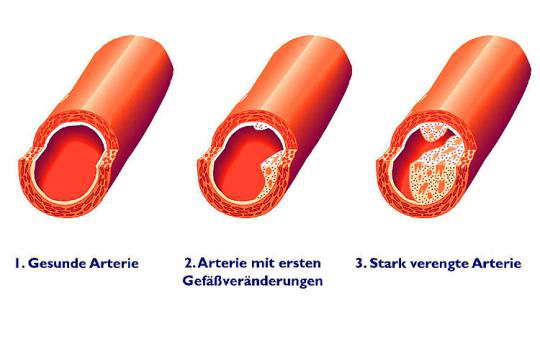 1. Gesunde Arterie
2. Arterie mit ersten
Gefäßveränderungen
3. Stark verengte Arterie